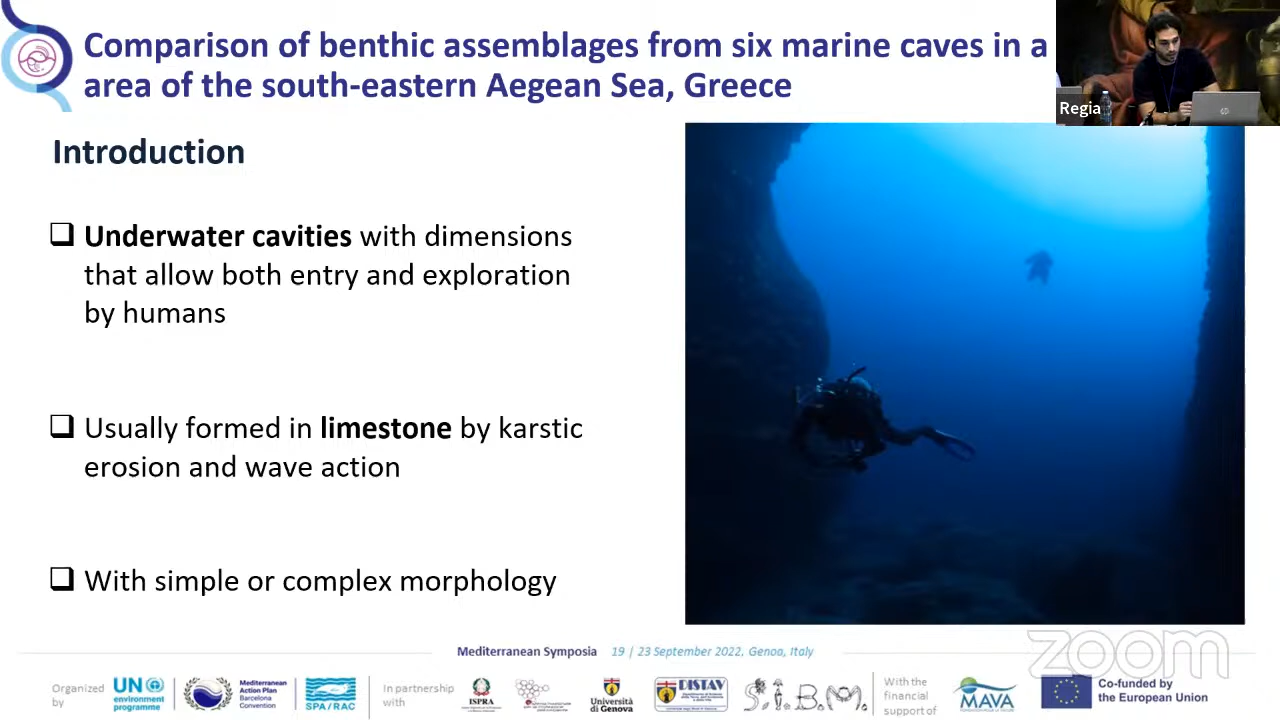 Comparison of benthic assemblages from six marine caves in a
area of the south-eastern Aegean Sea, Greece
Regia
Introduction
Underwater cavities with dimensions
that allow both entry and exploration
by humans
Usually formed in limestone by karstic
erosion and wave action
With simple or complex morphology
zoom
Mediterranean Symposia 19 | 23 September 2022, Genoa, Italy
Organized
by
UN
environment
programme
Mediterranean
Action Plan
Barcelona
Convention
SPA/RAC
In partnership
with
ISPRA
Università
di Genova
DISTAV
S.I.B.M.
With the
financial
support of
MAVA
Co-funded by
the European Union